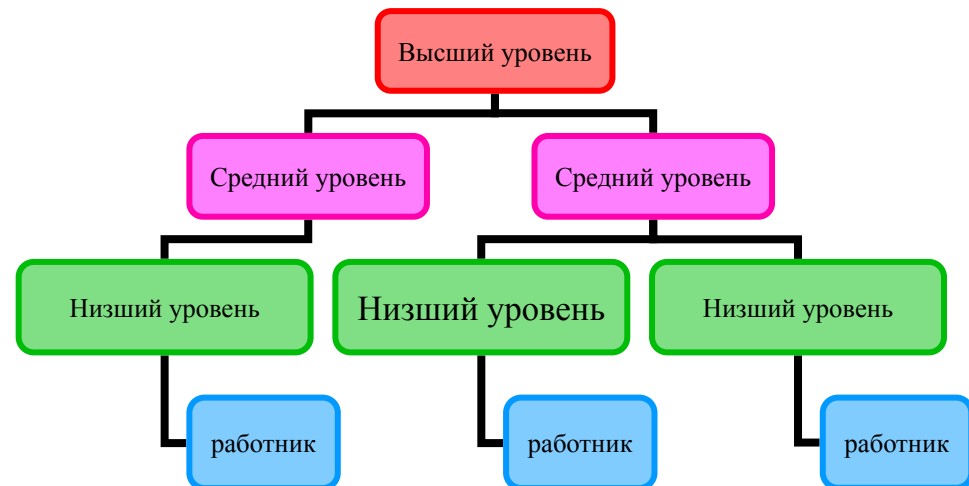 Высший уровень
Средний уровень
Средний уровень
Низший уровень
Низший уровень
Низший уровень
работник
работник
работник